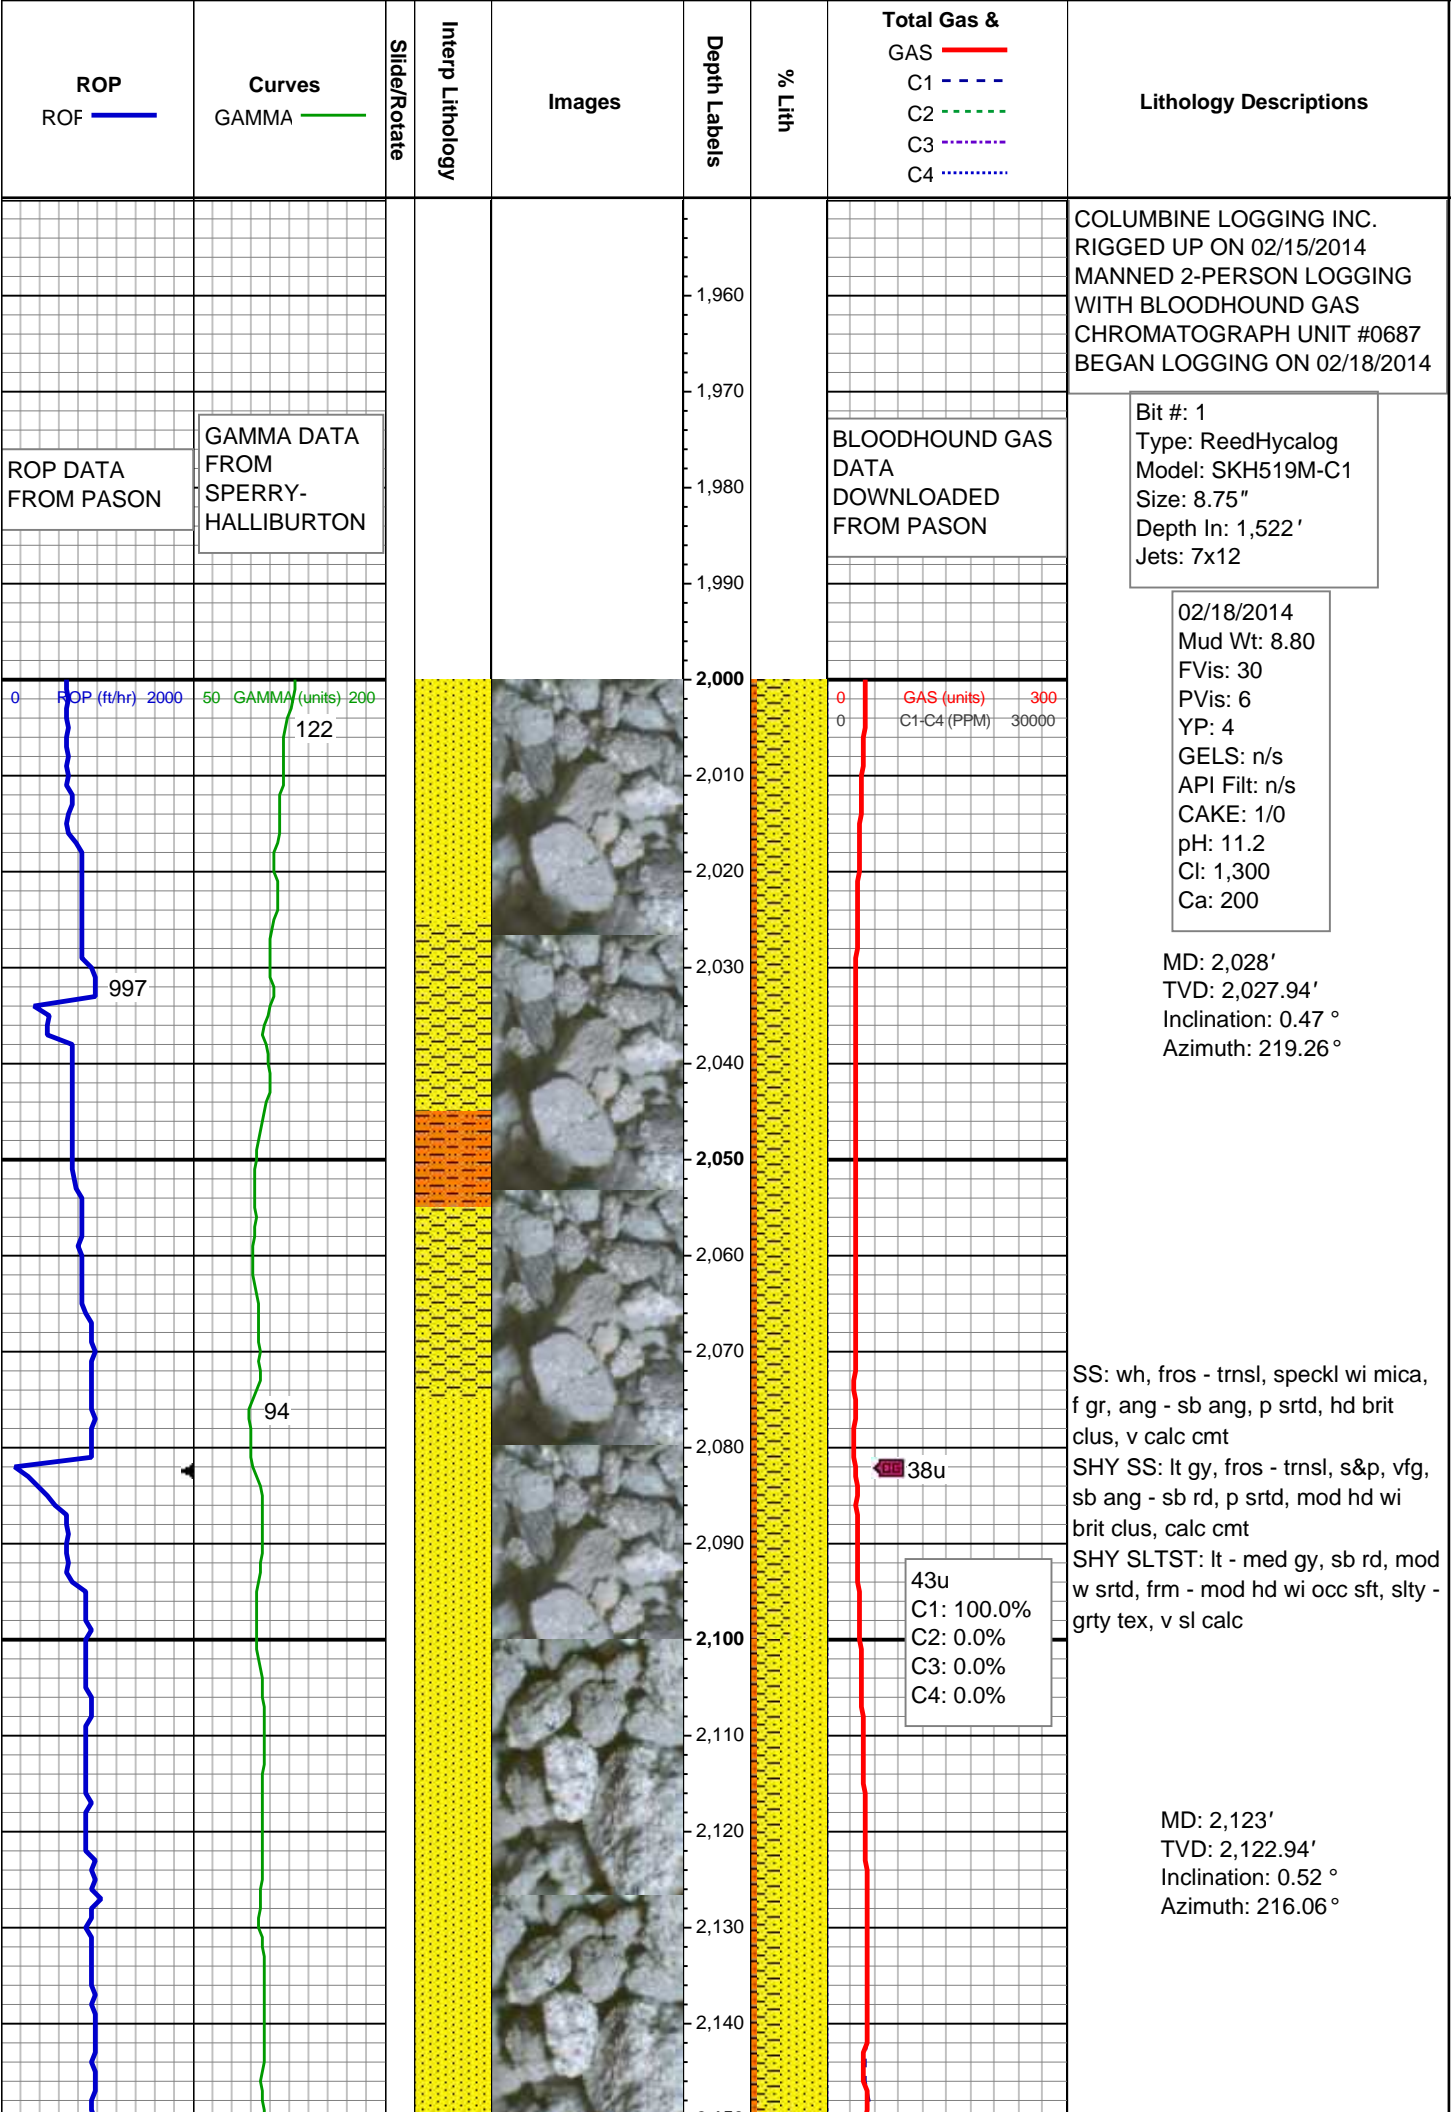 ROP
ROF
Curves
GAMMA
Slide/Rotate
Interp Lithology
Images
Depth Labels
% Lith
Total Gas &
GAS
C1
C2
C3
C4
Lithology Descriptions
COLUMBINE LOGGING INC.
RIGGED UP ON 02/15/2014
MANNED 2-PERSON LOGGING
WITH BLOODHOUND GAS
CHROMATOGRAPH UNIT #0687
BEGAN LOGGING ON 02/18/2014
ROP DATA
FROM PASON
GAMMA DATA
FROM
SPERRY-
HALLIBURTON
BLOODHOUND GAS
DATA
DOWNLOADED
FROM PASON
Bit #: 1
Type: ReedHycalog
Model: SKH519M-C1
Size: 8.75"
Depth In: 1,522'
Jets: 7x12
02/18/2014
Mud Wt: 8.80
FVis: 30
PVis: 6
YP: 4
GELS: n/s
API Filt: n/s
CAKE: 1/0
pH: 11.2
Cl: 1,300
Ca: 200
0 ROP (ft/hr) 2000
50 GAMMA (units) 200
0 GAS (units) 300
0 C1-C4 (PPM) 30000
122
997
94
1,960
1,970
1,980
1,990
2,000
2,010
2,020
2,030
2,040
2,050
2,060
2,070
2,080
2,090
2,100
2,110
2,120
2,130
2,140
MD: 2,028'
TVD: 2,027.94'
Inclination: 0.47 °
Azimuth: 219.26°
SS: wh, fros - trnsl, speckl wi mica,
f gr, ang - sb ang, p srtd, hd brit
clus, v calc cmt
SHY SS: lt gy, fros - trnsl, s&p, vfg,
sb ang - sb rd, p srtd, mod hd wi
brit clus, calc cmt
SHY SLTST: lt - med gy, sb rd, mod
w srtd, frm - mod hd wi occ sft, slty -
grty tex, v sl calc
CG 38u
43u
C1: 100.0%
C2: 0.0%
C3: 0.0%
C4: 0.0%
MD: 2,123'
TVD: 2,122.94'
Inclination: 0.52 °
Azimuth: 216.06°